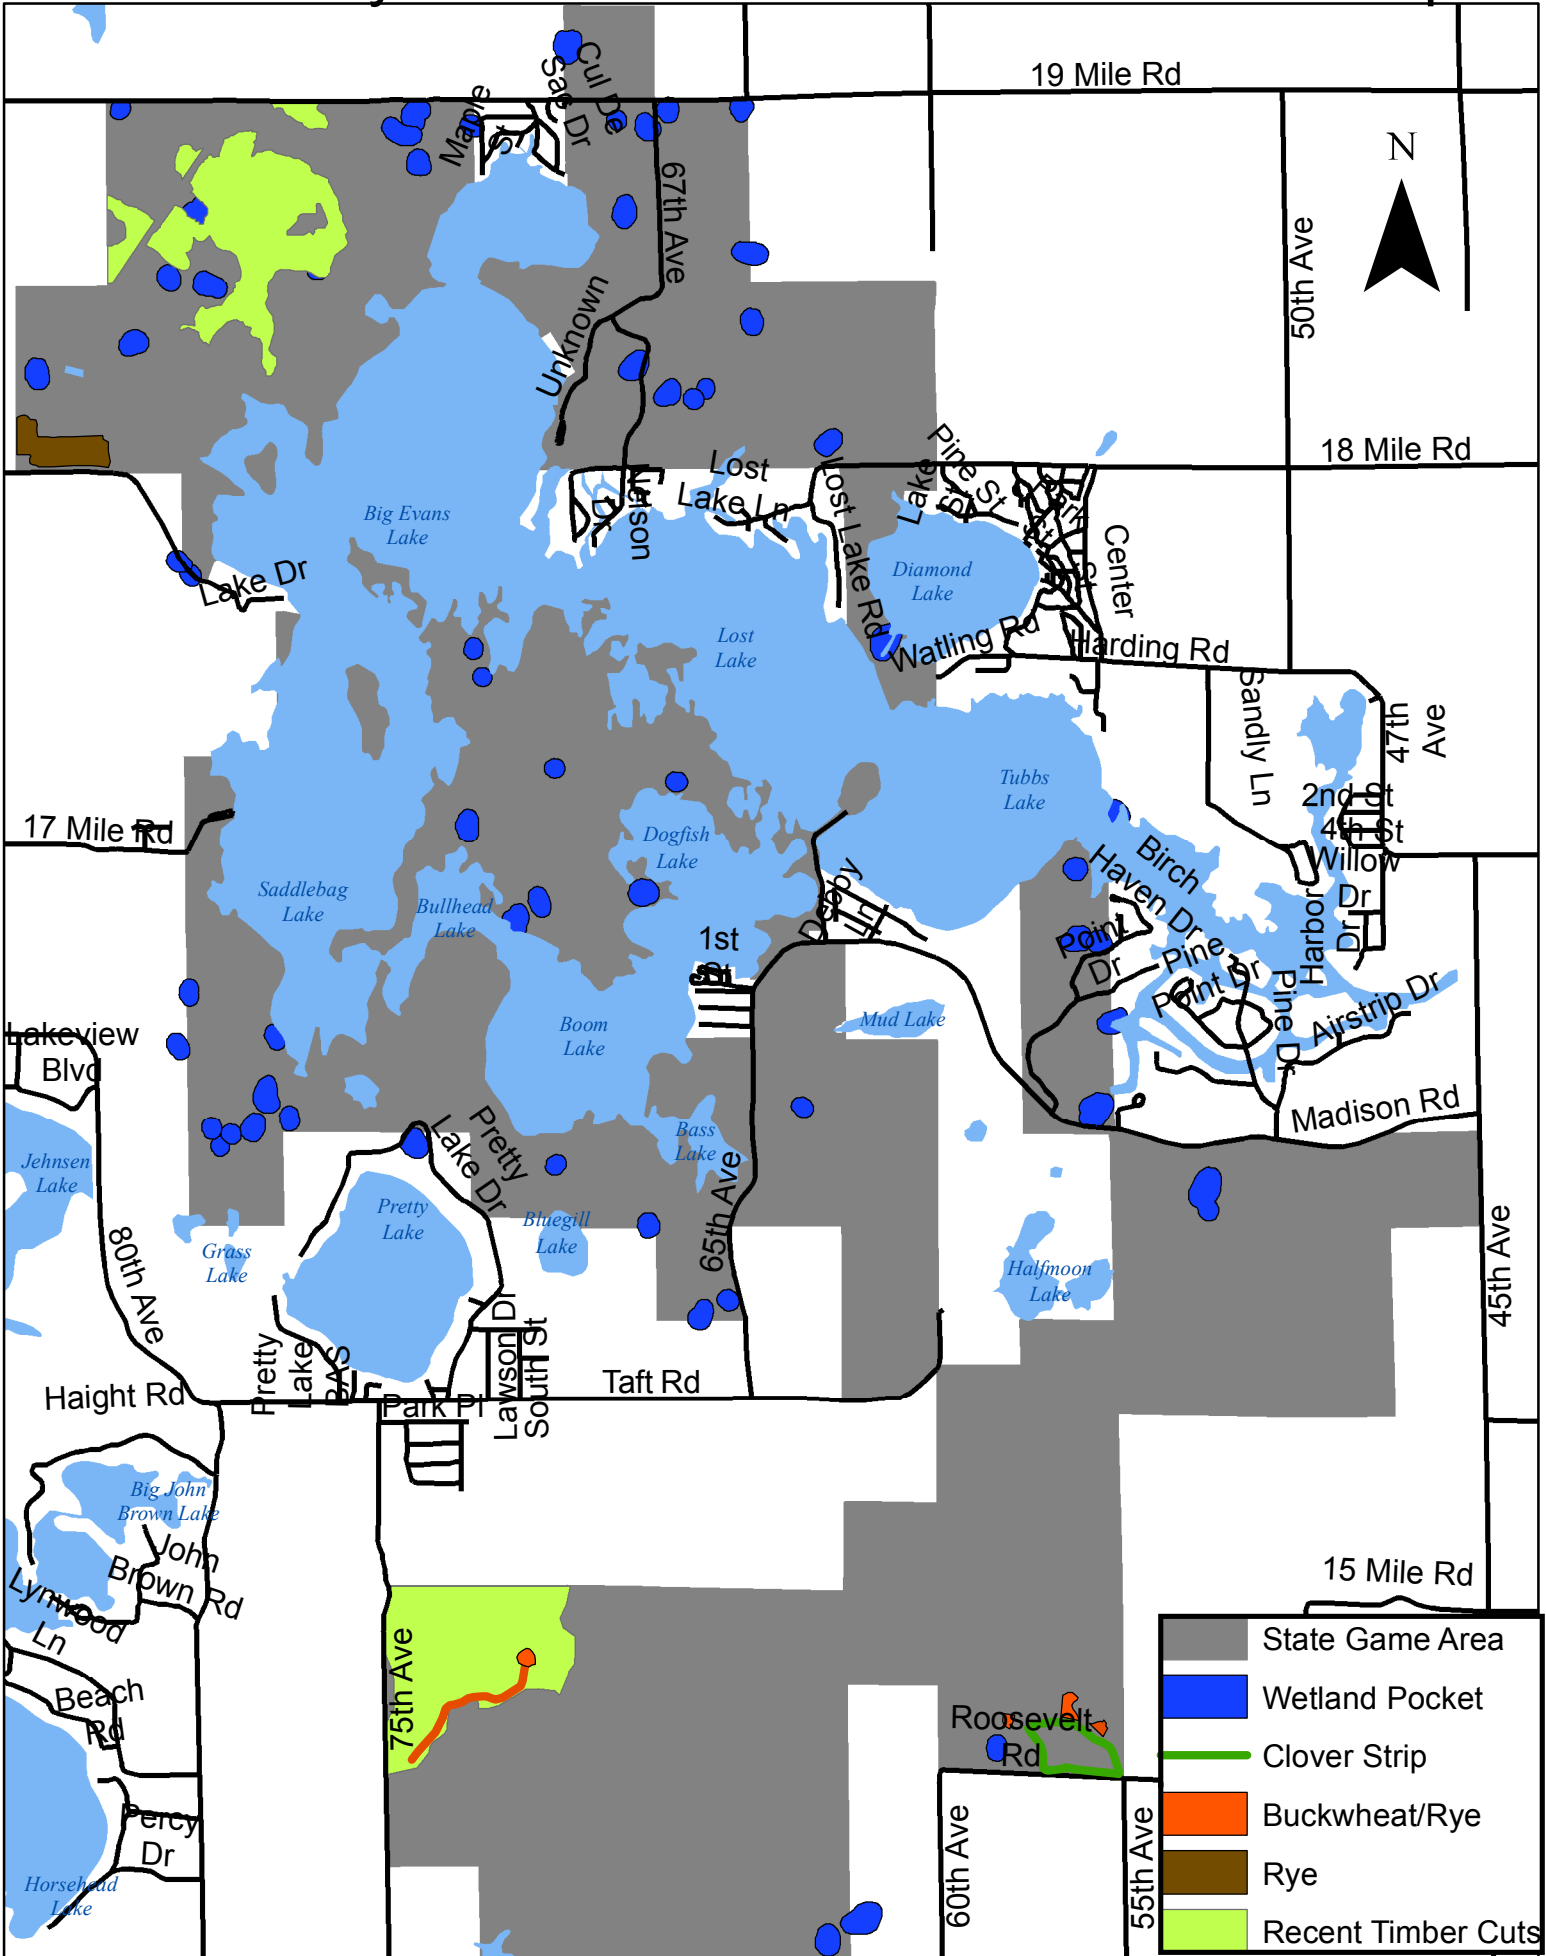 19 Mile Rd
Cul De
Sac Dr
Maple
St
67th Ave
N
50th Ave
Unknown
18 Mile Rd
Pine St
Lake
St
Lost
Lake Ln
Nelson
Dr
Lost Lake Rd
Park
St
St
Center
Big Evans
Lake
Diamond
Lake
Lake Dr
Lost
Lake
Watling Rd
Harding Rd
Sandly Ln
47th
Ave
Tubbs
Lake
2nd St
4th St
Willow
Dr
17 Mile Rd
Dogfish
Lake
Birch
Haven Dr
Debby
Ln
Saddlebag
Lake
Bullhead
Lake
Harbor
Dr
1st
St
Point
Dr
Pine
Point Dr
Pine Dr
Airstrip Dr
Mud Lake
Boom
Lake
Lakeview
Blvd
Madison Rd
Pretty
Lake Dr
Bass
Lake
Jehnsen
Lake
65th Ave
Pretty
Lake
Bluegill
Lake
Grass
Lake
80th Ave
Halfmoon
Lake
45th Ave
Pretty
Lake
BAS
Lawson Dr
South St
Haight Rd
Taft Rd
Park Pl
Big John
Brown Lake
John
Brown Rd
15 Mile Rd
Lynwood
Ln
75th Ave
Beach
Rd
Roosevelt
Rd
Percy
Dr
Horsehead
Lake
60th Ave
55th Ave
State Game Area
Wetland Pocket
Clover Strip
Buckwheat/Rye
Rye
Recent Timber Cuts